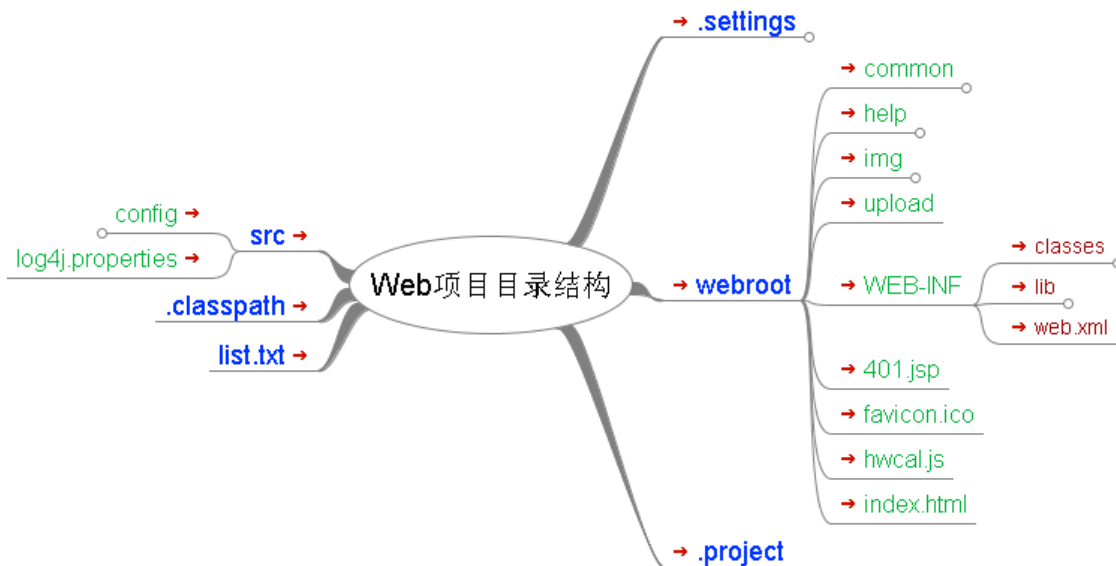 Web项目目录结构
.settings
webroot
common
help
img
upload
WEB-INF
classes
lib
web.xml
401.jsp
favicon.ico
hwcal.js
index.html
.project
src
config
log4j.properties
.classpath
list.txt